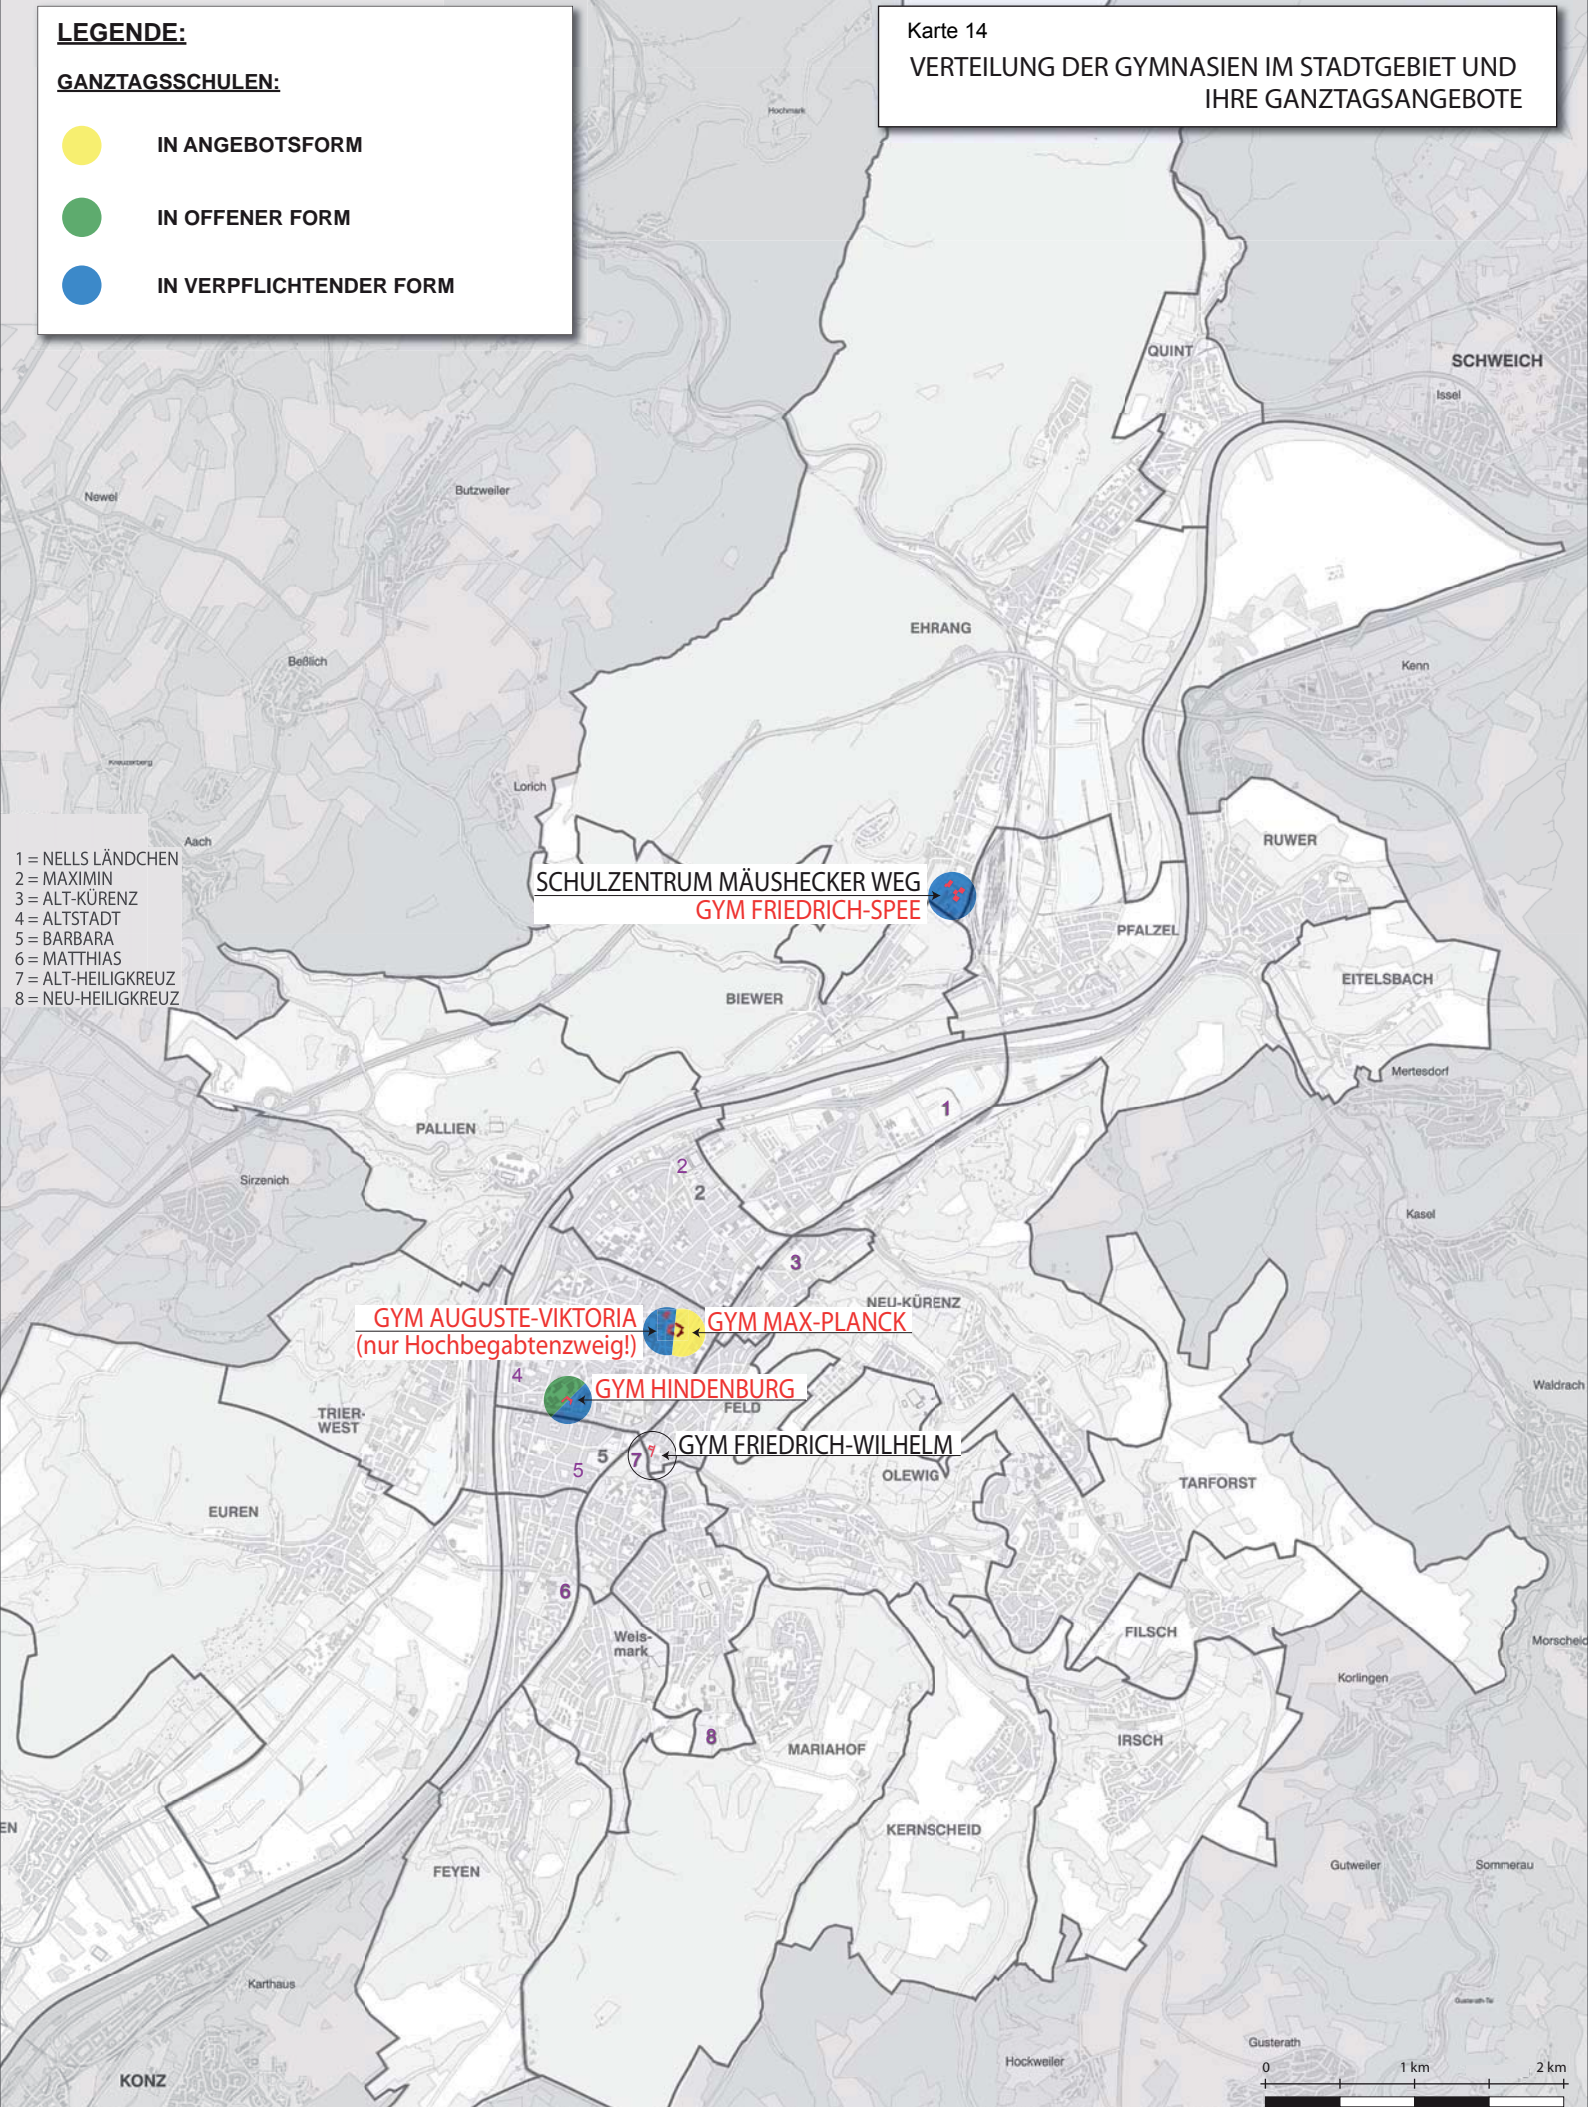 LEGENDE:
GANZTAGSSCHULEN:
IN ANGEBOTSFORM
IN OFFENER FORM
IN VERPFLICHTENDER FORM
Karte 14
VERTEILUNG DER GYMNASIEN IM STADTGEBIET UND
IHRE GANZTAGSANGEBOTE
Hochmark
QUINT
SCHWEICH
Issel
Newel
Butzweiler
EHRANG
Beßlich
Kenn
Kreuzerberg
Lorich
Aach
RUWER
1 = NELLS LÄNDCHEN
2 = MAXIMIN
3 = ALT-KÜRENZ
4 = ALTSTADT
5 = BARBARA
6 = MATTHIAS
7 = ALT-HEILIGKREUZ
8 = NEU-HEILIGKREUZ
SCHULZENTRUM MÄUSHECKER WEG
GYM FRIEDRICH-SPEE
PFALZEL
EITELSBACH
BIEWER
Mertesdorf
1
PALLIEN
2
2
Sirzenich
Kasel
3
NEU-KÜRENZ
GYM AUGUSTE-VIKTORIA
(nur Hochbegabtenzweig!)
GYM MAX-PLANCK
4
GYM HINDENBURG
FELD
Waldrach
TRIER-
WEST
GYM FRIEDRICH-WILHELM
5
7
5
OLEWIG
TARFORST
EUREN
6
Weis-
mark
FILSCH
Morscheid
Korlingen
8
MARIAHOF
IRSCH
EN
KERNSCHEID
FEYEN
Gutweiler
Sommerau
Karthaus
Gusterath-Tal
Gusterath
Hockweiler
KONZ
0
1 km
2 km